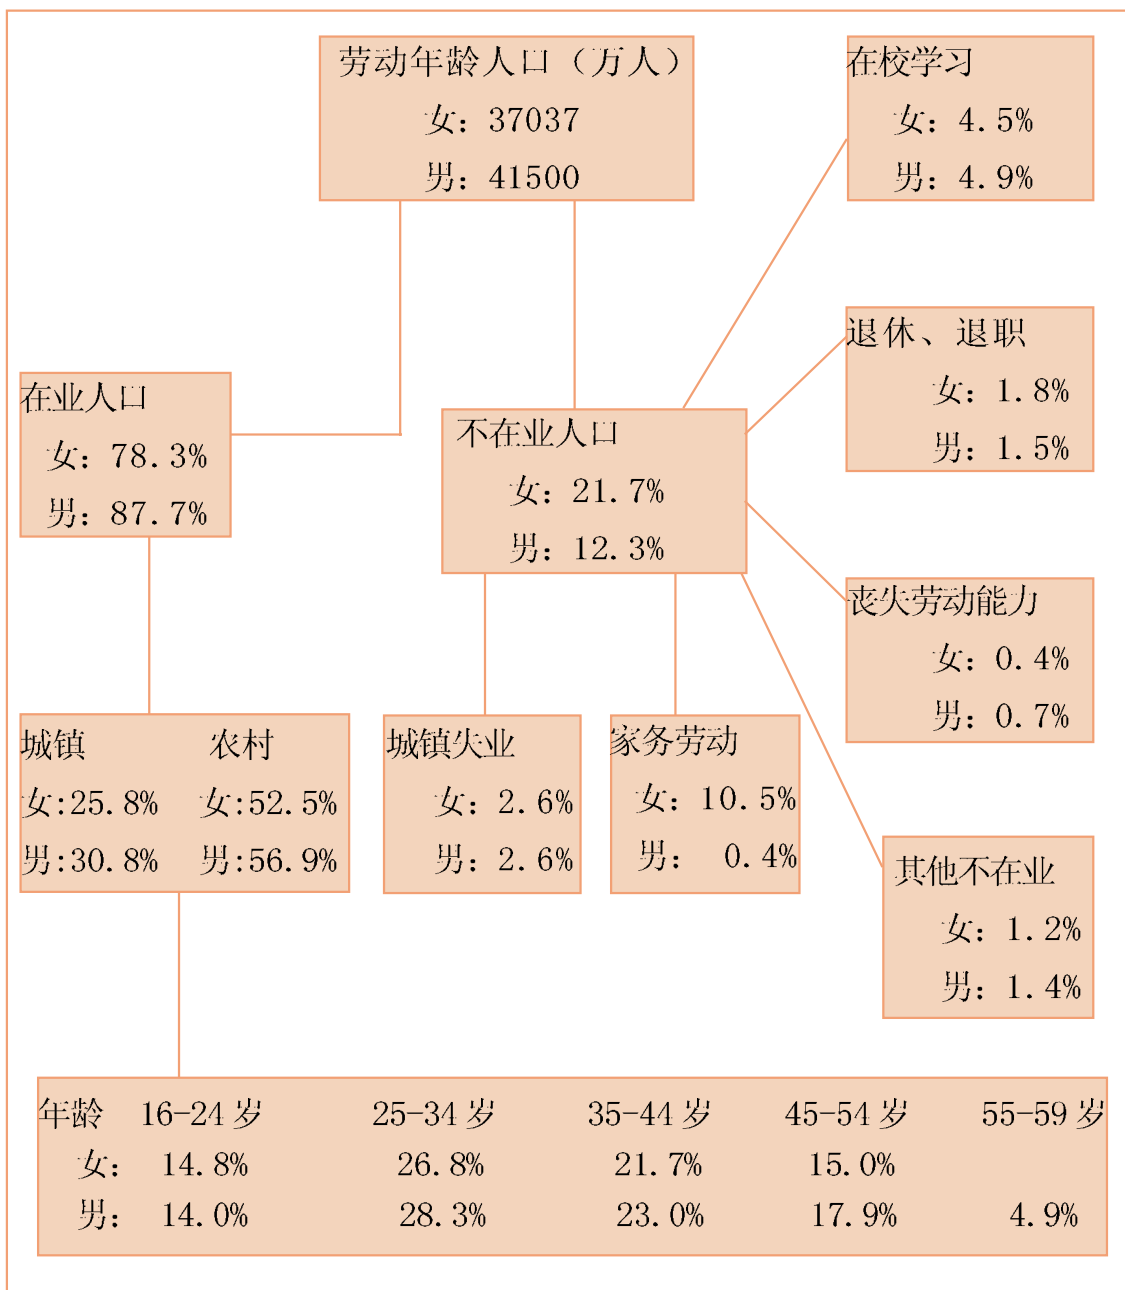 劳动年龄人口（万人）
女：37037
男：41500
在校学习
女：4.5%
男：4.9%
退休、退职
女：1.8%
男：1.5%
在业人口
女：78.3%
男：87.7%
不在业人口
女：21.7%
男：12.3%
丧失劳动能力
女：0.4%
男：0.7%
城镇 农村
女:25.8% 女:52.5%
男:30.8% 男:56.9%
城镇失业
女：2.6%
男：2.6%
家务劳动
女：10.5%
男： 0.4%
其他不在业
女：1.2%
男：1.4%
年龄 16-24岁 25-34岁 35-44岁 45-54岁 55-59岁
女： 14.8% 26.8% 21.7% 15.0%
男： 14.0% 28.3% 23.0% 17.9% 4.9%